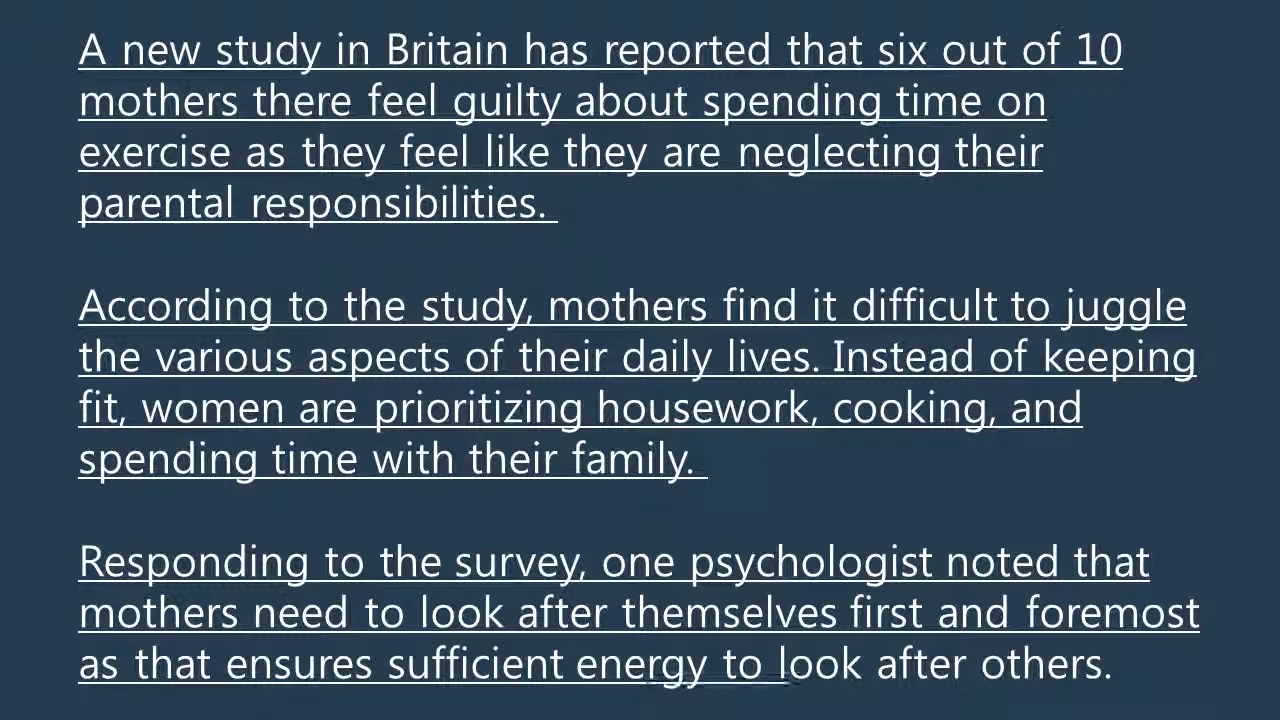 A new study in Britain has reported that six out of 10
mothers there feel guilty about spending time on
exercise as they feel like they are neglecting their
parental responsibilities.
According to the study, mothers find it difficult to juggle
the various aspects of their daily lives. Instead of keeping
fit, women are prioritizing housework, cooking, and
spending time with their family.
Responding to the survey, one psychologist noted that
mothers need to look after themselves first and foremost
as that ensures sufficient energy to look after others.